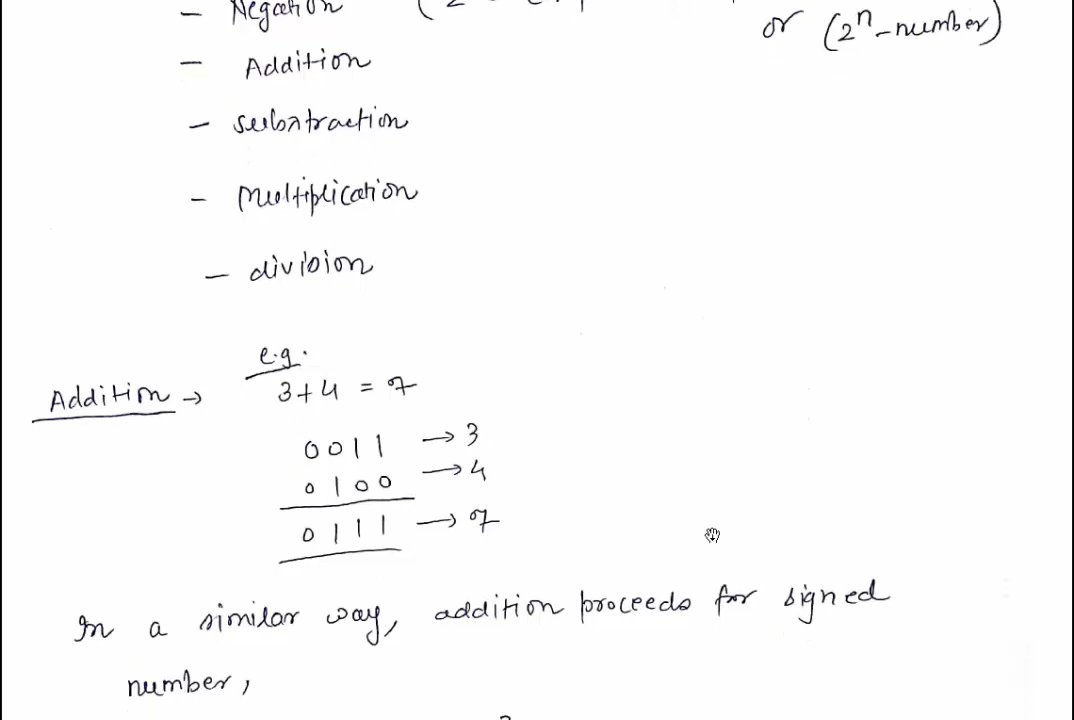 - Negation
or (2ⁿ-number)
- Addition
- subtraction
- multiplication
- division
e.g.
Addition → 3+4 = 7
0011 → 3
0100 → 4
0111 → 7
In a similar way, addition proceeds for signed
number,